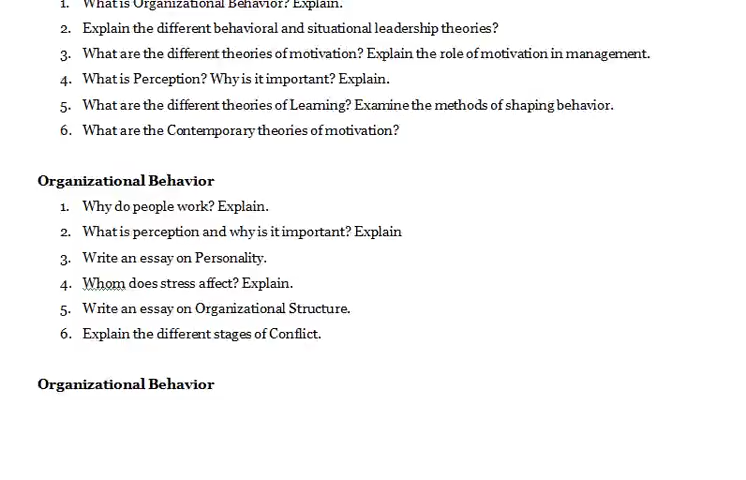 1. What is Organizational Behavior? Explain.
2. Explain the different behavioral and situational leadership theories?
3. What are the different theories of motivation? Explain the role of motivation in management.
4. What is Perception? Why is it important? Explain.
5. What are the different theories of Learning? Examine the methods of shaping behavior.
6. What are the Contemporary theories of motivation?
Organizational Behavior
1. Why do people work? Explain.
2. What is perception and why is it important? Explain
3. Write an essay on Personality.
4. Whom does stress affect? Explain.
5. Write an essay on Organizational Structure.
6. Explain the different stages of Conflict.
Organizational Behavior